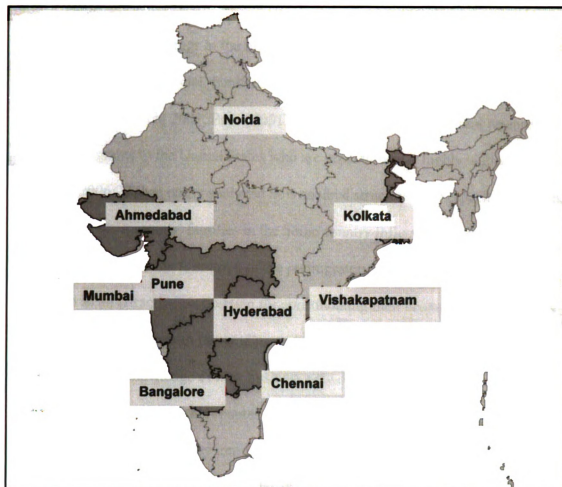 Noida
Ahmedabad
Kolkata
Pune
Mumbai
Vishakapatnam
Hyderabad
Chennai
Bangalore